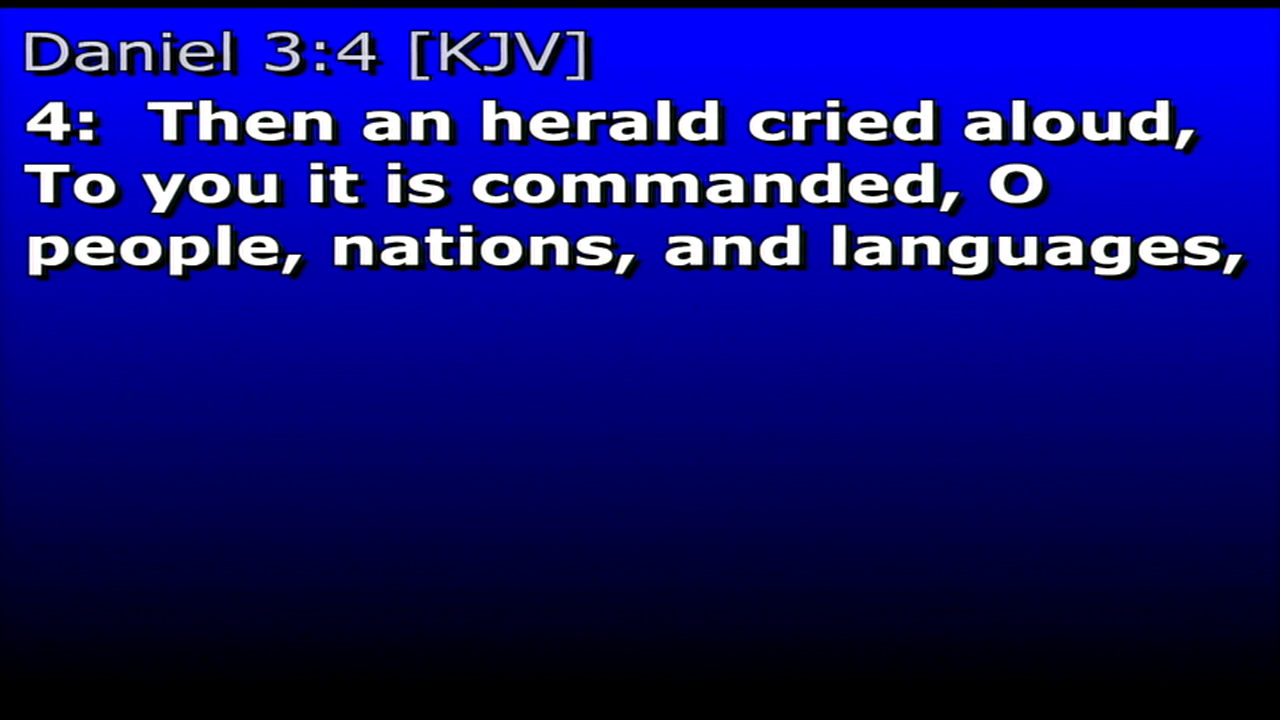 Daniel 3:4 [KJV]
4: Then an herald cried aloud,
To you it is commanded, O
people, nations, and languages,